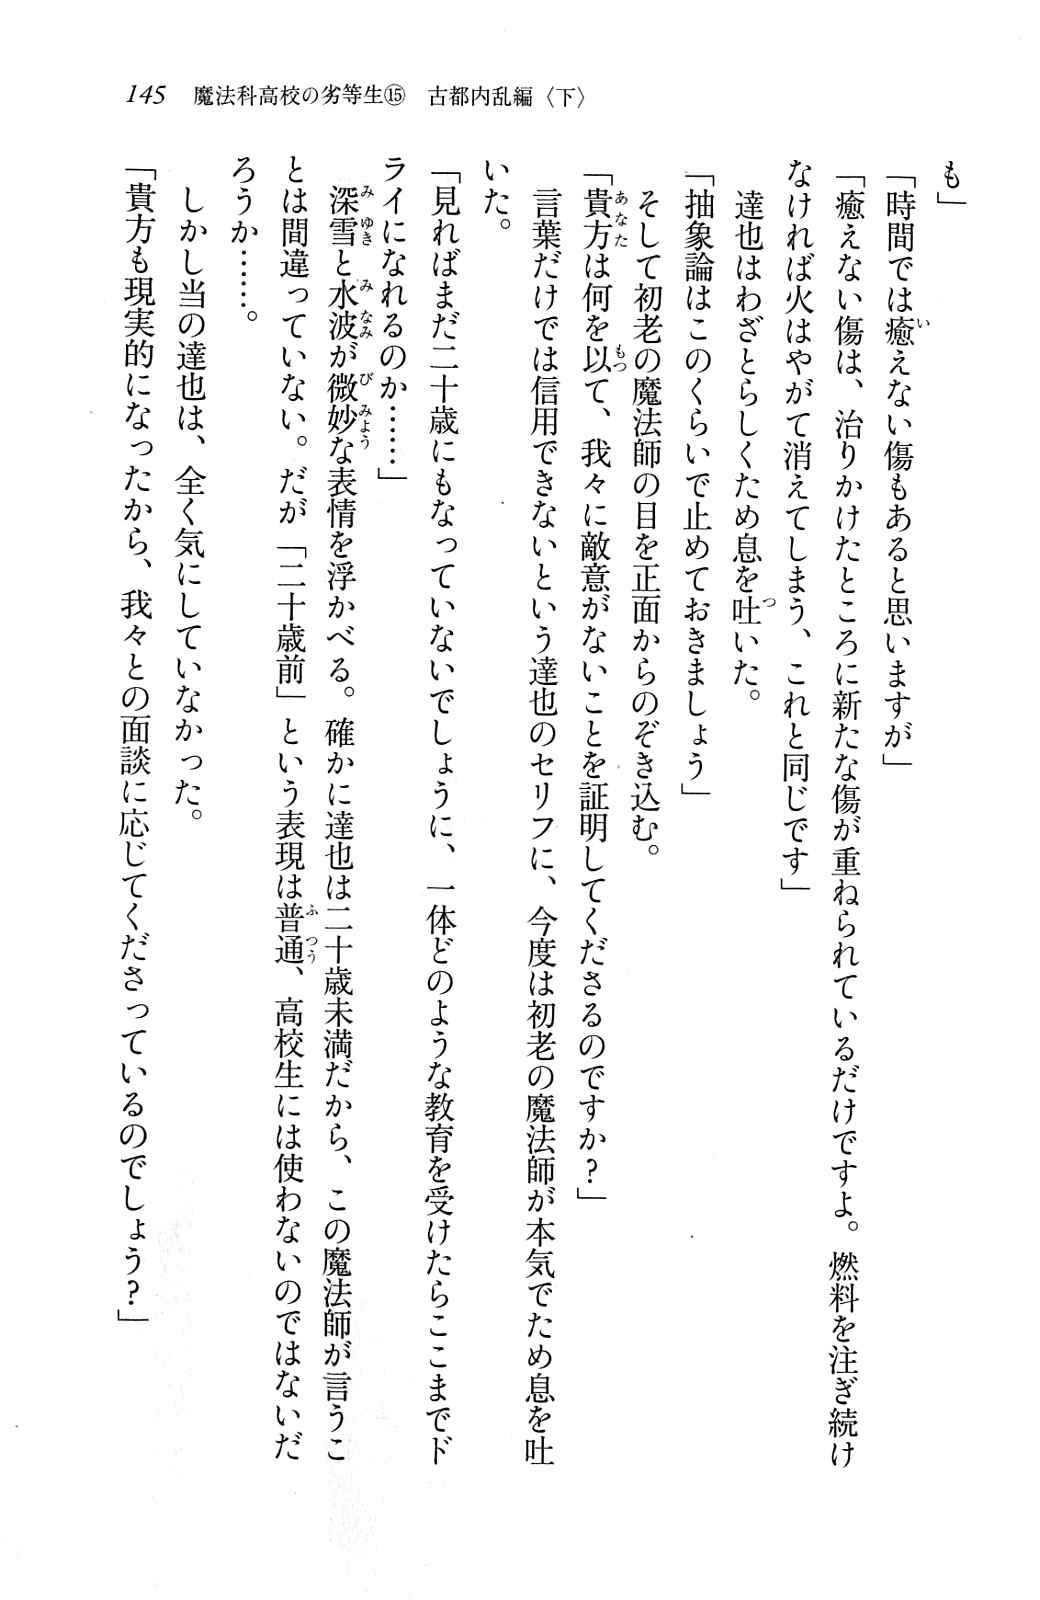 145 魔法科高校の劣等生⑮ 古都内乱編〈下〉
も」
「時間では癒えない傷もあると思いますが」
「癒えない傷は、治りかけたところに新たな傷が重ねられているだけですよ。燃料を注ぎ続け
なければ火はやがて消えてしまう、これと同じです」
達也はわざとらしくため息を吐いた。
「抽象論はこのくらいで止めておきましょう」
そして初老の魔法師の目を正面からのぞき込む。
「貴方は何を以て、我々に敵意がないことを証明してくださるのですか?」
言葉だけでは信用できないという達也のセリフに、今度は初老の魔法師が本気でため息を吐
いた。
「見ればまだ二十歳にもなっていないでしょうに、一体どのような教育を受けたらここまでド
ライになれるのか……」
深雪と水波が微妙な表情を浮かべる。確かに達也は二十歳未満だから、この魔法師が言うこ
とは間違っていない。だが「二十歳前」という表現は普通、高校生には使わないのではないだ
ろうか……。
しかし当の達也は、全く気にしていなかった。
「貴方も現実的になったから、我々との面談に応じてくださっているのでしょう?」